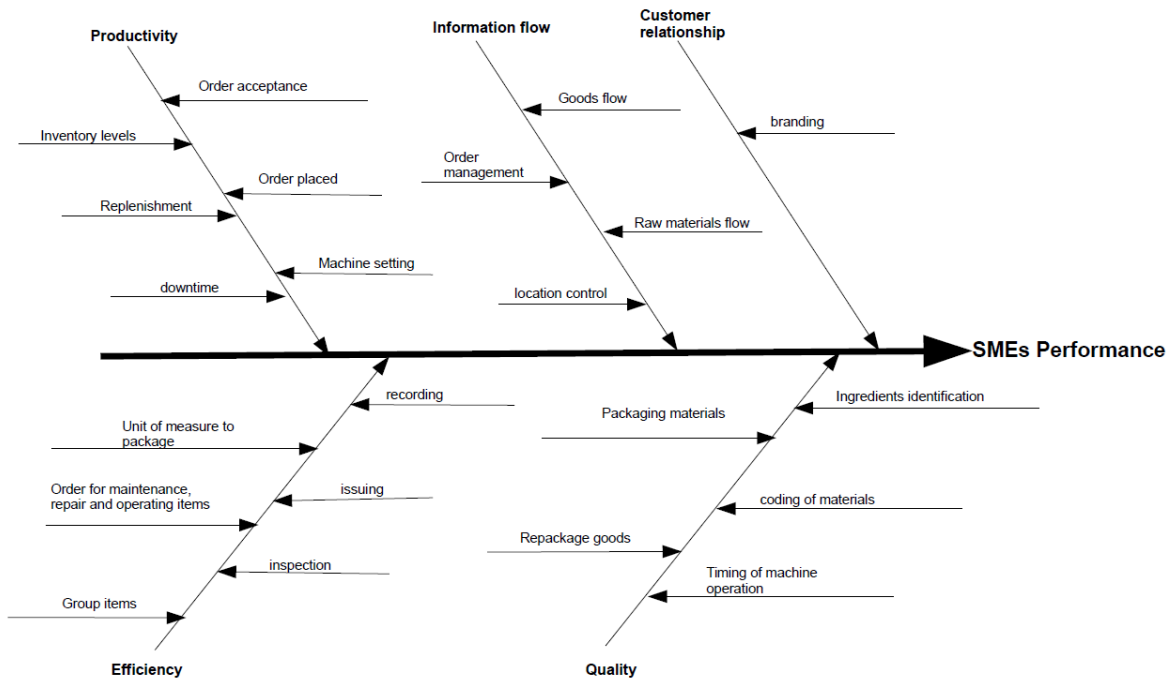 Productivity
Information flow
Customer
relationship
Order acceptance
Inventory levels
Order placed
Replenishment
Machine setting
downtime
Goods flow
Order
management
Raw materials flow
location control
branding
SMEs Performance
recording
Unit of measure to
package
issuing
Order for maintenance,
repair and operating items
inspection
Group items
Efficiency
Ingredients identification
Packaging materials
coding of materials
Repackage goods
Timing of machine
operation
Quality